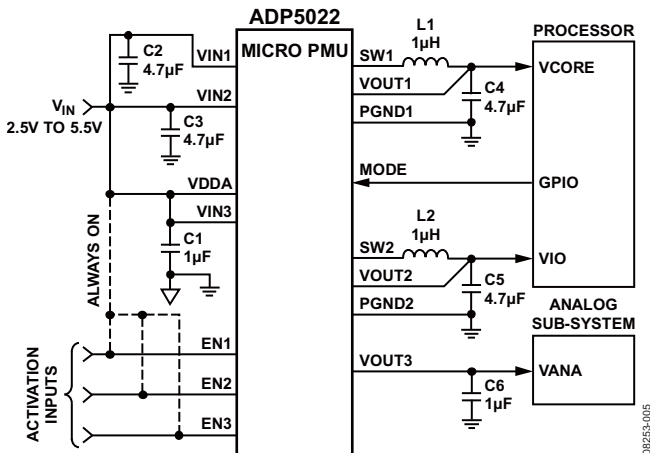 ADP5022
MICRO PMU
C2
4.7µF
VIN1
VIN2
V_IN
2.5V TO 5.5V
C3
4.7µF
VDDA
VIN3
C1
1µF
ALWAYS ON
ACTIVATION
INPUTS
EN1
EN2
EN3
SW1
L1
1µH
VOUT1
PGND1
C4
4.7µF
MODE
SW2
L2
1µH
VOUT2
PGND2
C5
4.7µF
VOUT3
C6
1µF
PROCESSOR
VCORE
GPIO
VIO
ANALOG
SUB-SYSTEM
VANA
08253-005